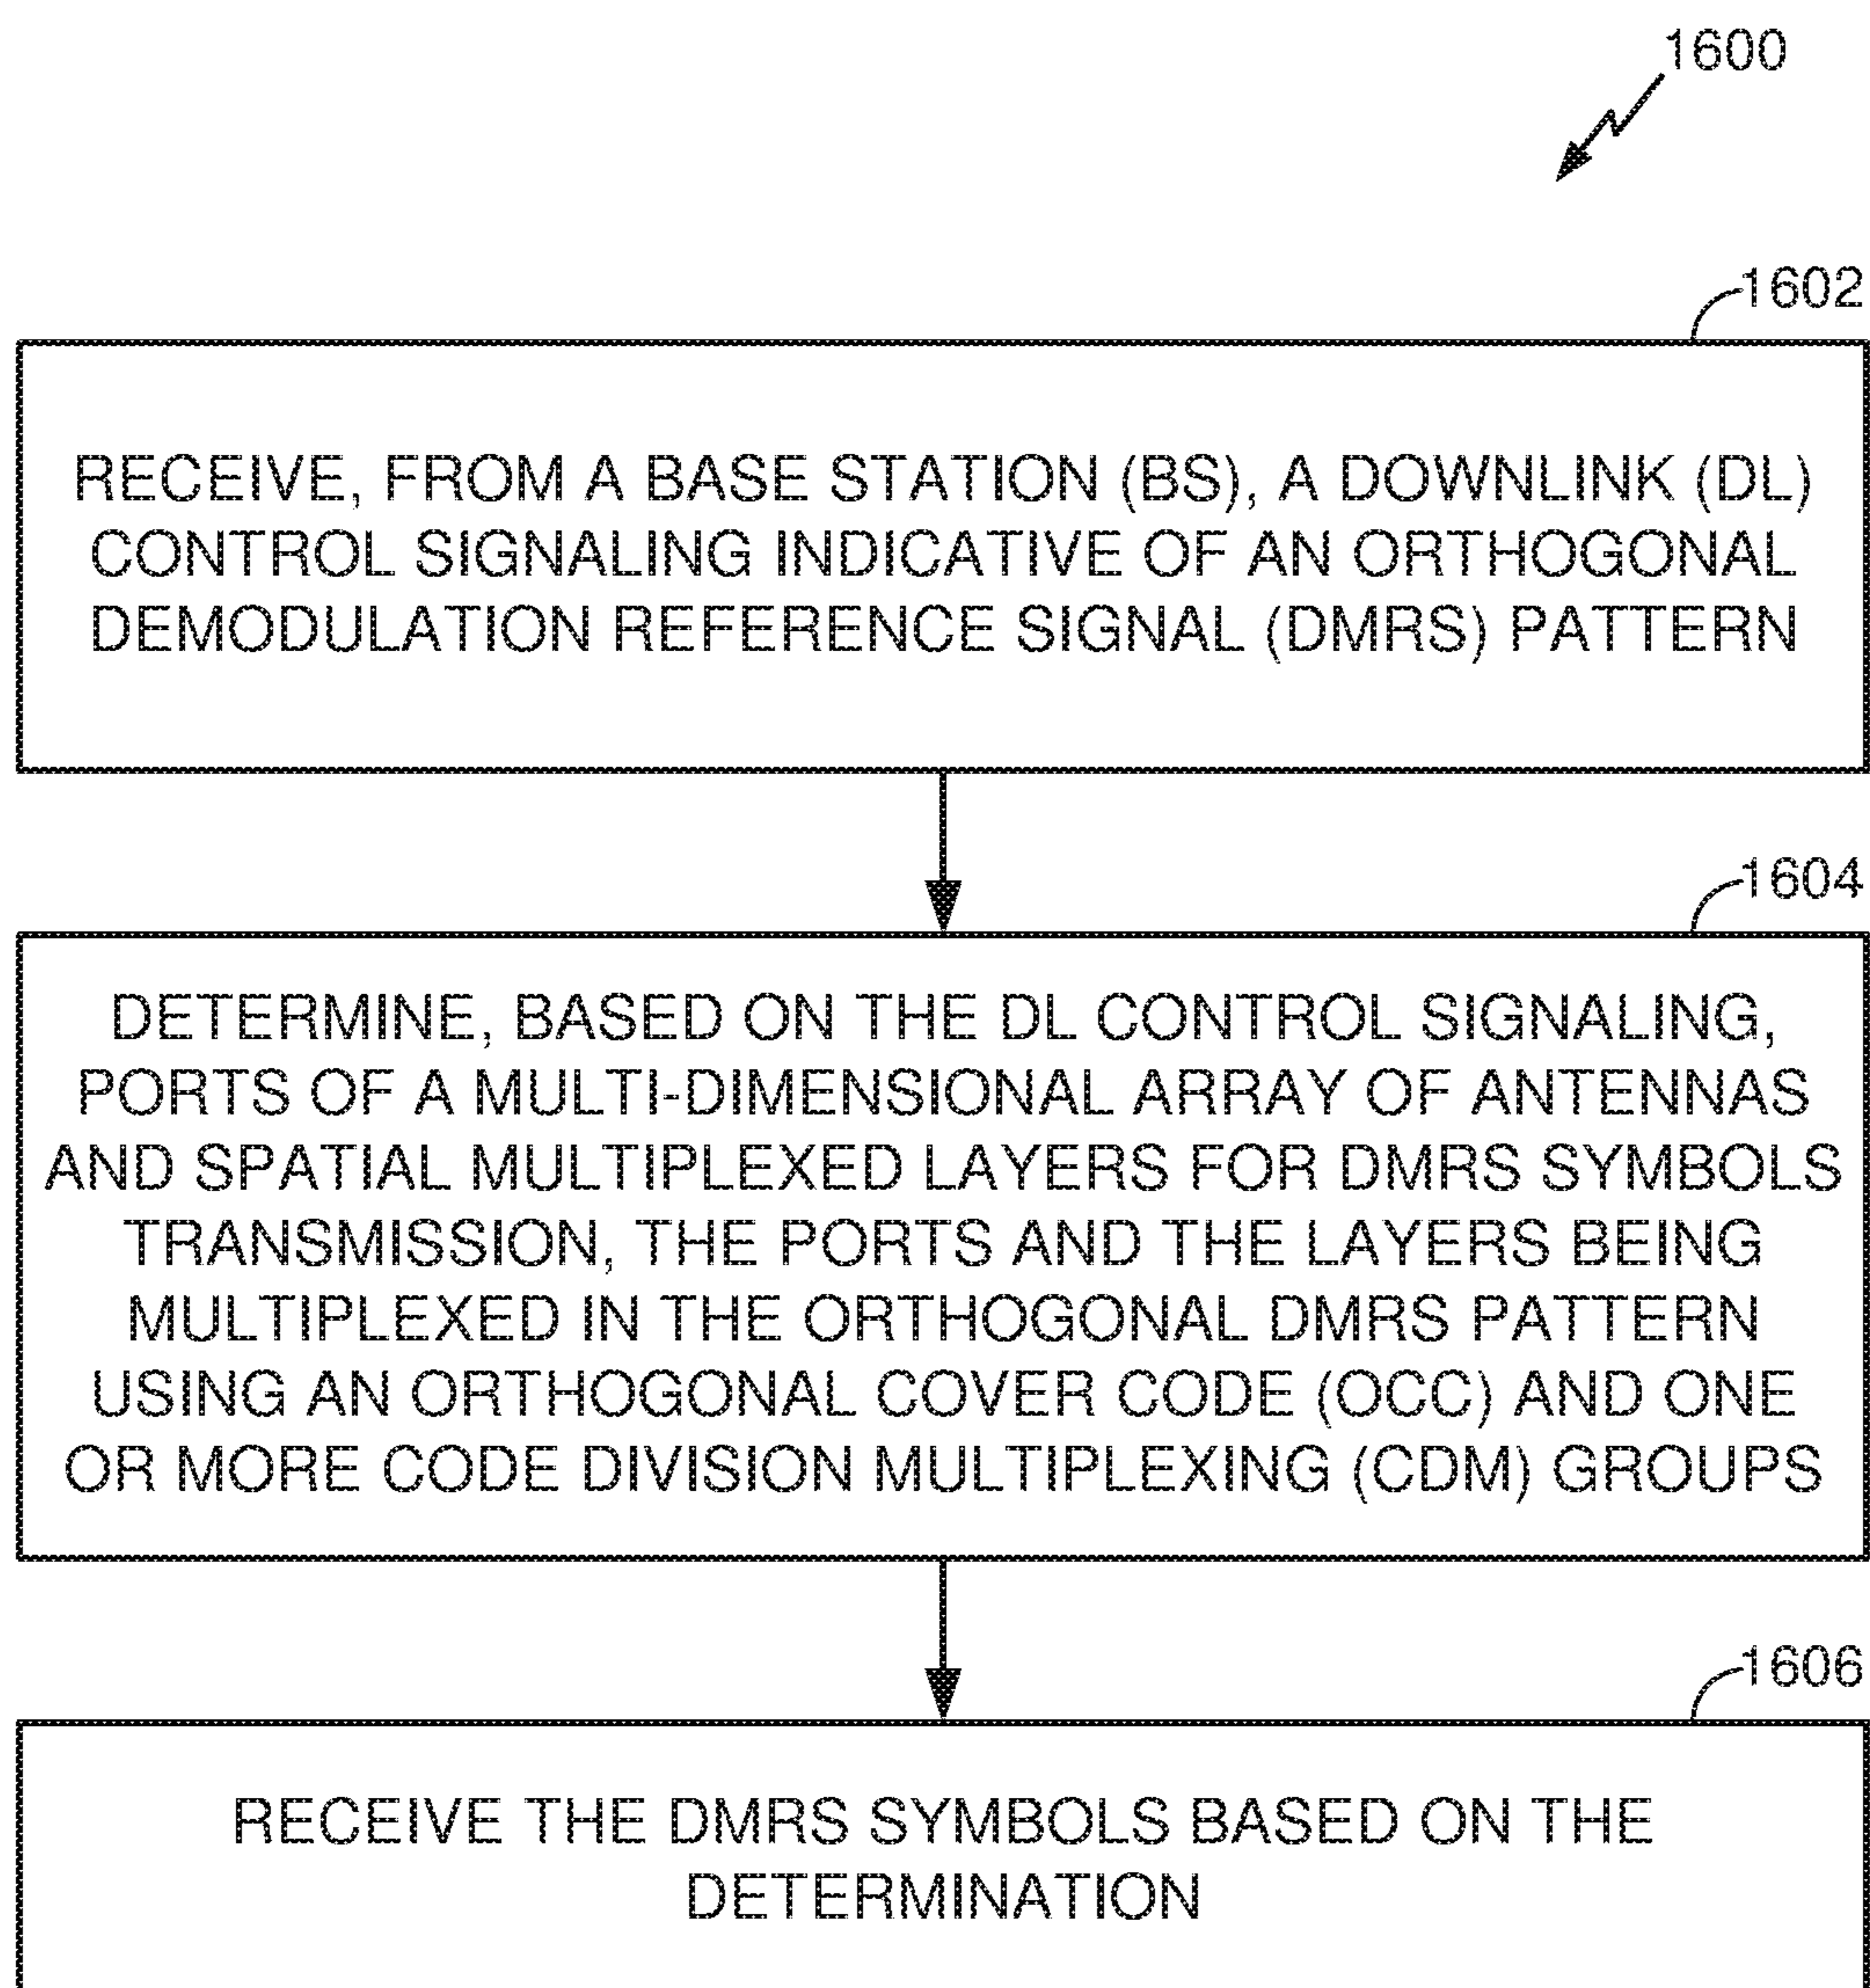 1600
1602
RECEIVE, FROM A BASE STATION (BS), A DOWNLINK (DL)
CONTROL SIGNALING INDICATIVE OF AN ORTHOGONAL
DEMODULATION REFERENCE SIGNAL (DMRS) PATTERN
1604
DETERMINE, BASED ON THE DL CONTROL SIGNALING,
PORTS OF A MULTI-DIMENSIONAL ARRAY OF ANTENNAS
AND SPATIAL MULTIPLEXED LAYERS FOR DMRS SYMBOLS
TRANSMISSION, THE PORTS AND THE LAYERS BEING
MULTIPLEXED IN THE ORTHOGONAL DMRS PATTERN
USING AN ORTHOGONAL COVER CODE (OCC) AND ONE
OR MORE CODE DIVISION MULTIPLEXING (CDM) GROUPS
1606
RECEIVE THE DMRS SYMBOLS BASED ON THE
DETERMINATION